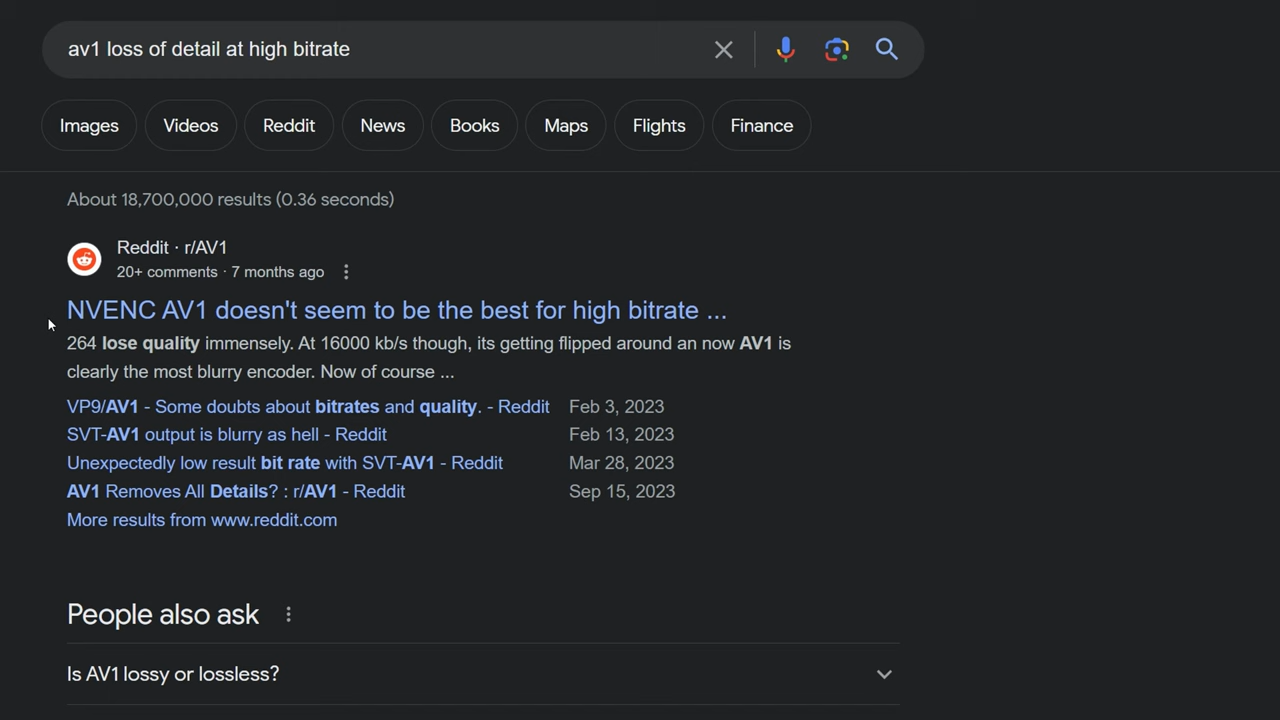 av1 loss of detail at high bitrate
Images Videos Reddit News Books Maps Flights Finance
About 18,700,000 results (0.36 seconds)
Reddit · r/AV1
20+ comments · 7 months ago
NVENC AV1 doesn't seem to be the best for high bitrate ...
264 lose quality immensely. At 16000 kb/s though, its getting flipped around an now AV1 is
clearly the most blurry encoder. Now of course ...
VP9/AV1 - Some doubts about bitrates and quality. - Reddit Feb 3, 2023
SVT-AV1 output is blurry as hell - Reddit Feb 13, 2023
Unexpectedly low result bit rate with SVT-AV1 - Reddit Mar 28, 2023
AV1 Removes All Details? : r/AV1 - Reddit Sep 15, 2023
More results from www.reddit.com
People also ask
Is AV1 lossy or lossless?